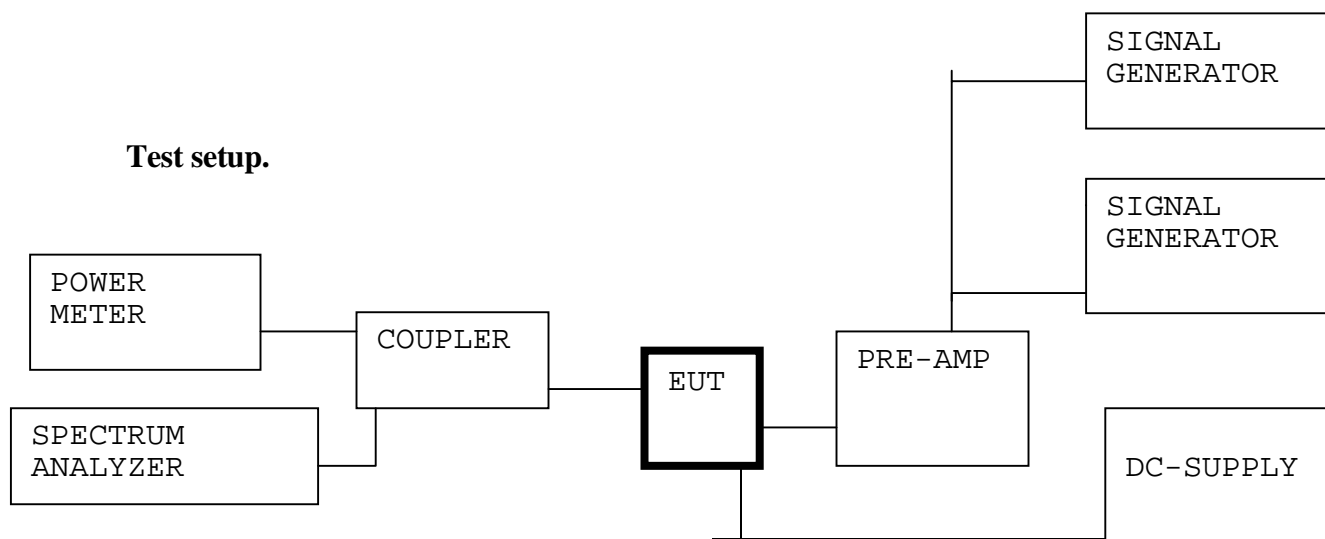 SIGNAL
GENERATOR
Test setup.
SIGNAL
GENERATOR
POWER
METER
COUPLER
EUT
PRE-AMP
SPECTRUM
ANALYZER
DC-SUPPLY